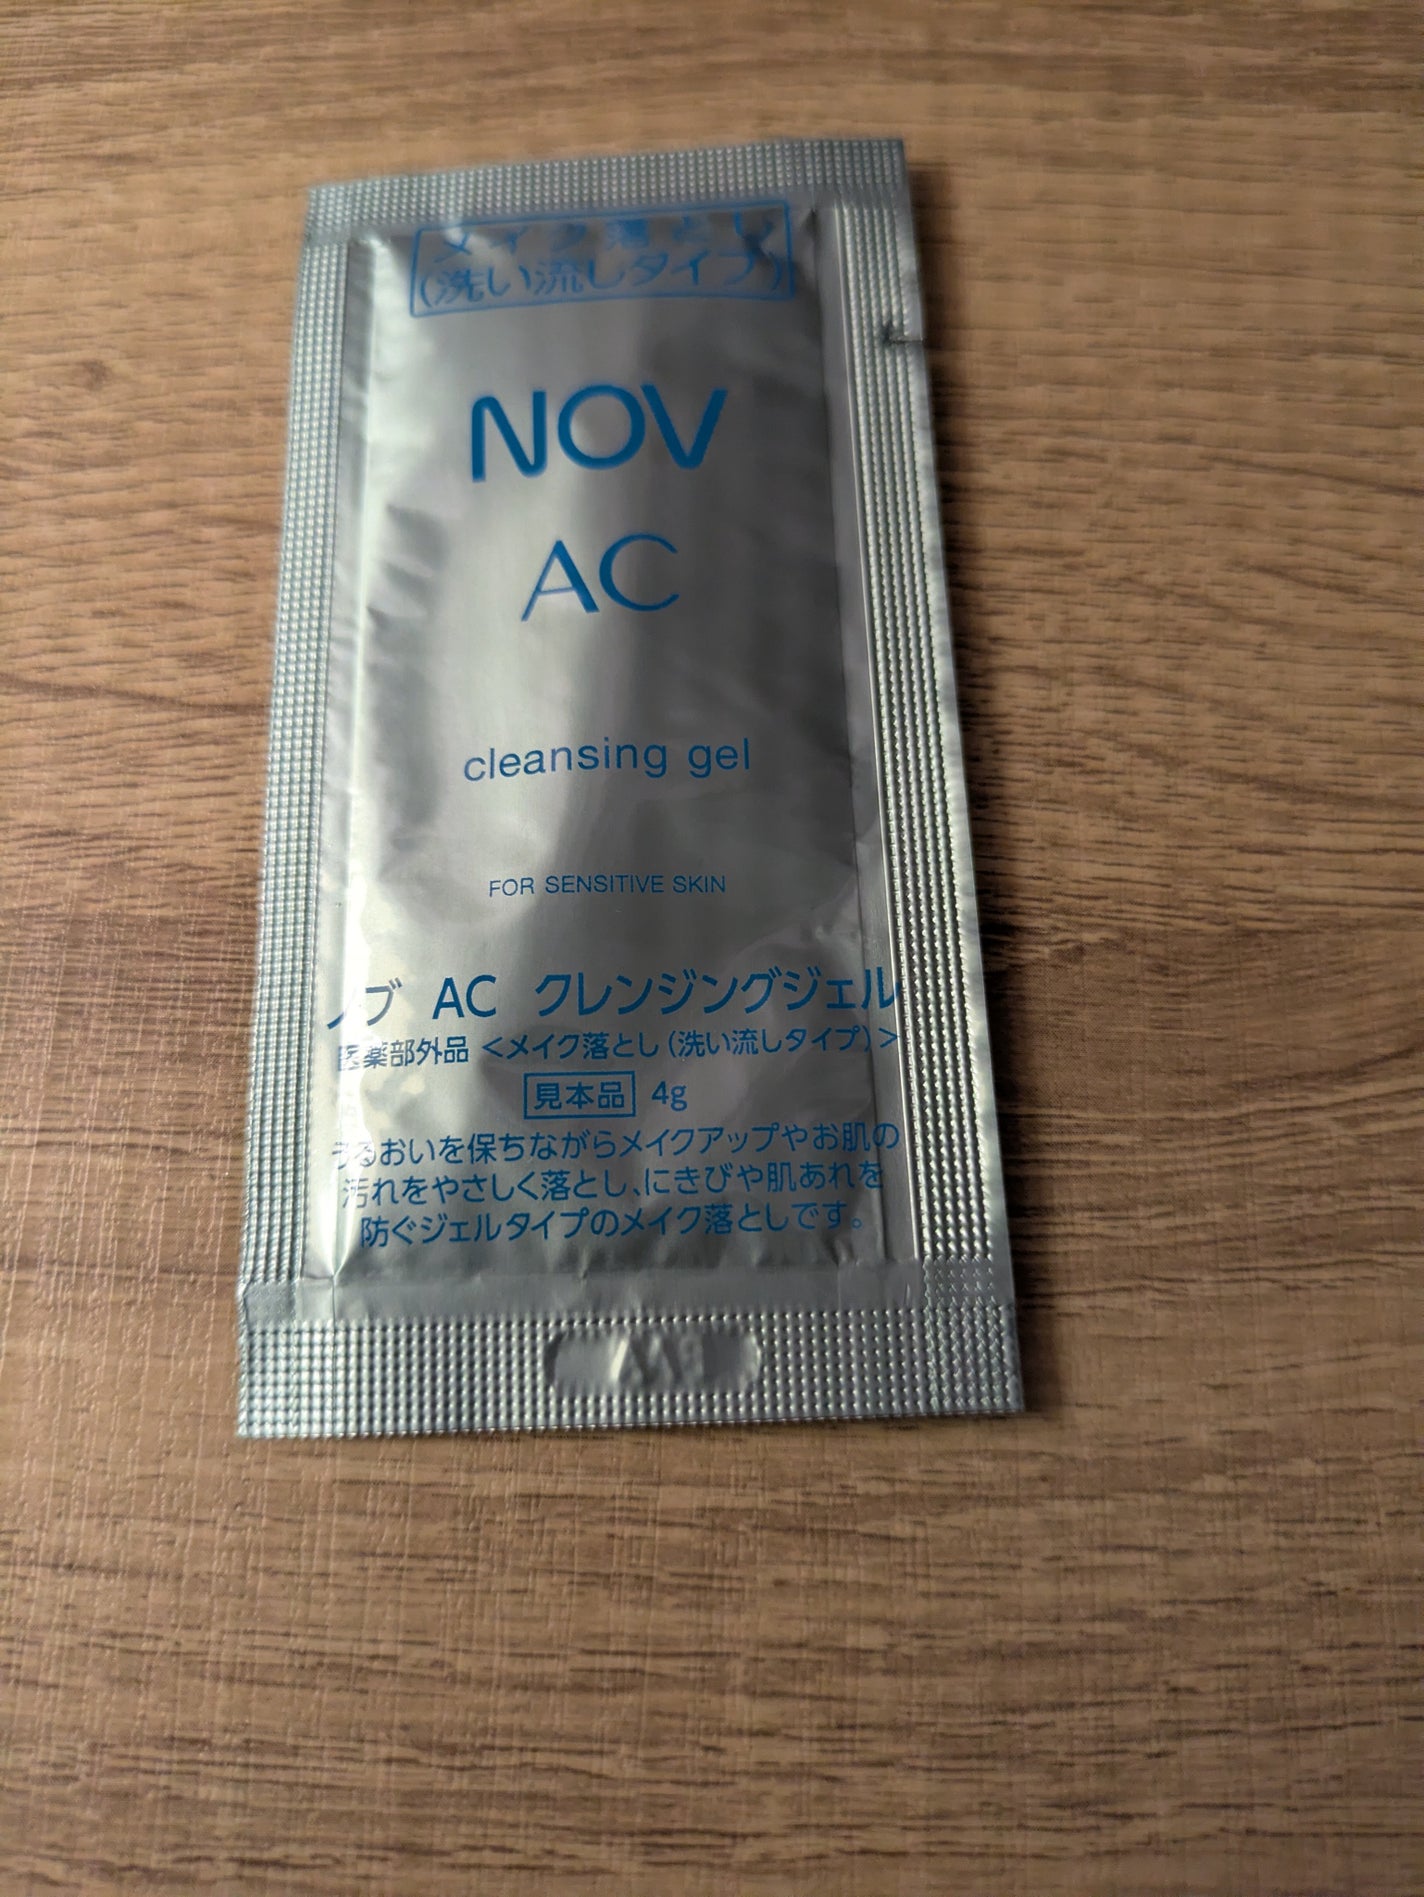 メイク落とし
(洗い流しタイプ)
NOV
AC
cleansing gel
FOR SENSITIVE SKIN
ノブ AC クレンジングジェル
医薬部外品 <メイク落とし(洗い流しタイプ)>
見本品 4g
うるおいを保ちながらメイクアップやお肌の
汚れをやさしく落とし、にきびや肌あれを
防ぐジェルタイプのメイク落としです。